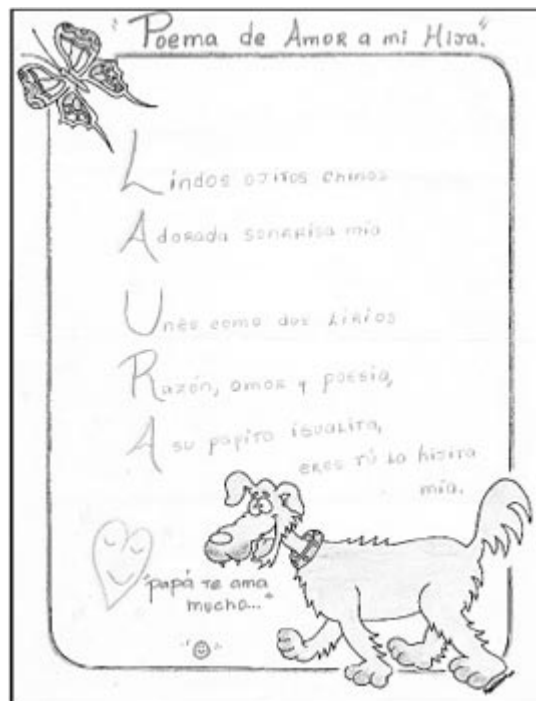 "Poema de Amor a mi Hija."
Lindos ojitos chinos
Adorada sonrisa mía
Unes como dos lirios
Razón, amor y poesía,
A su papito igualita,
eres tú la hijita
mía.
"papá te ama
mucho..."